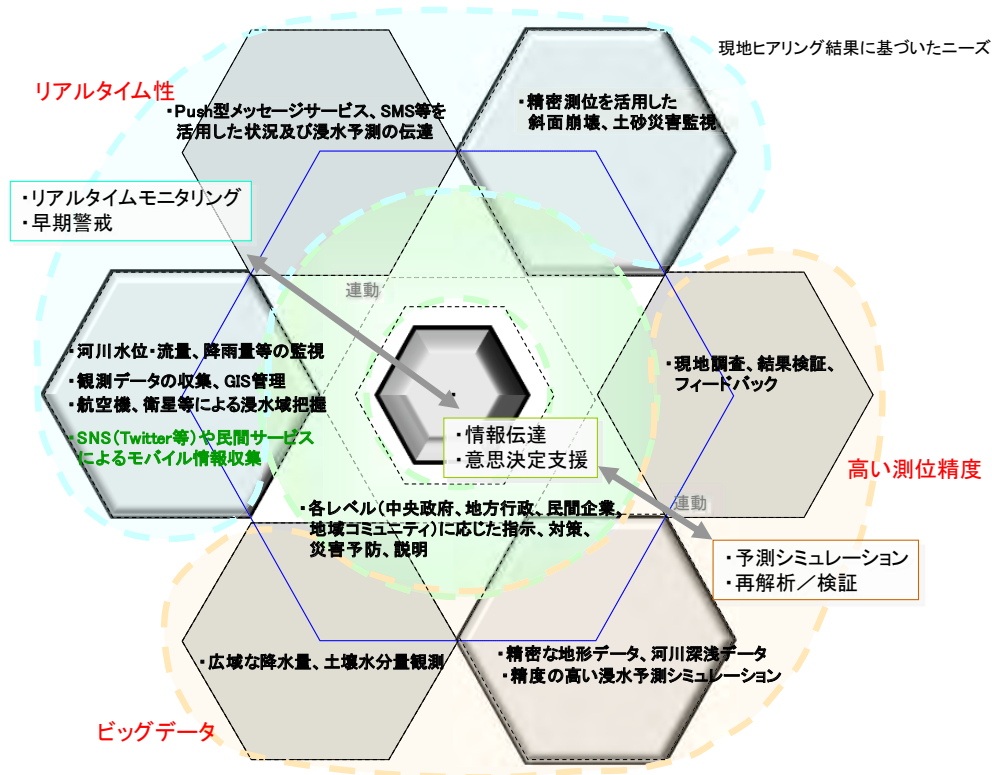 現地ヒアリング結果に基づいたニーズ
リアルタイム性
・Push型メッセージサービス、SMS等を
活用した状況及び浸水予測の伝達
・精密測位を活用した
斜面崩壊、土砂災害監視
・リアルタイムモニタリング
・早期警戒
連動
・河川水位・流量、降雨量等の監視
・観測データの収集、GIS管理
・航空機、衛星等による浸水域把握
・SNS（Twitter等）や民間サービス
によるモバイル情報収集
・現地調査、結果検証、
フィードバック
・情報伝達
・意思決定支援
高い測位精度
連動
・各レベル（中央政府、地方行政、民間企業、
地域コミュニティ）に応じた指示、対策、
災害予防、説明
・予測シミュレーション
・再解析／検証
・広域な降水量、土壌水分量観測
・精密な地形データ、河川深浅データ
・精度の高い浸水予測シミュレーション
ビッグデータ